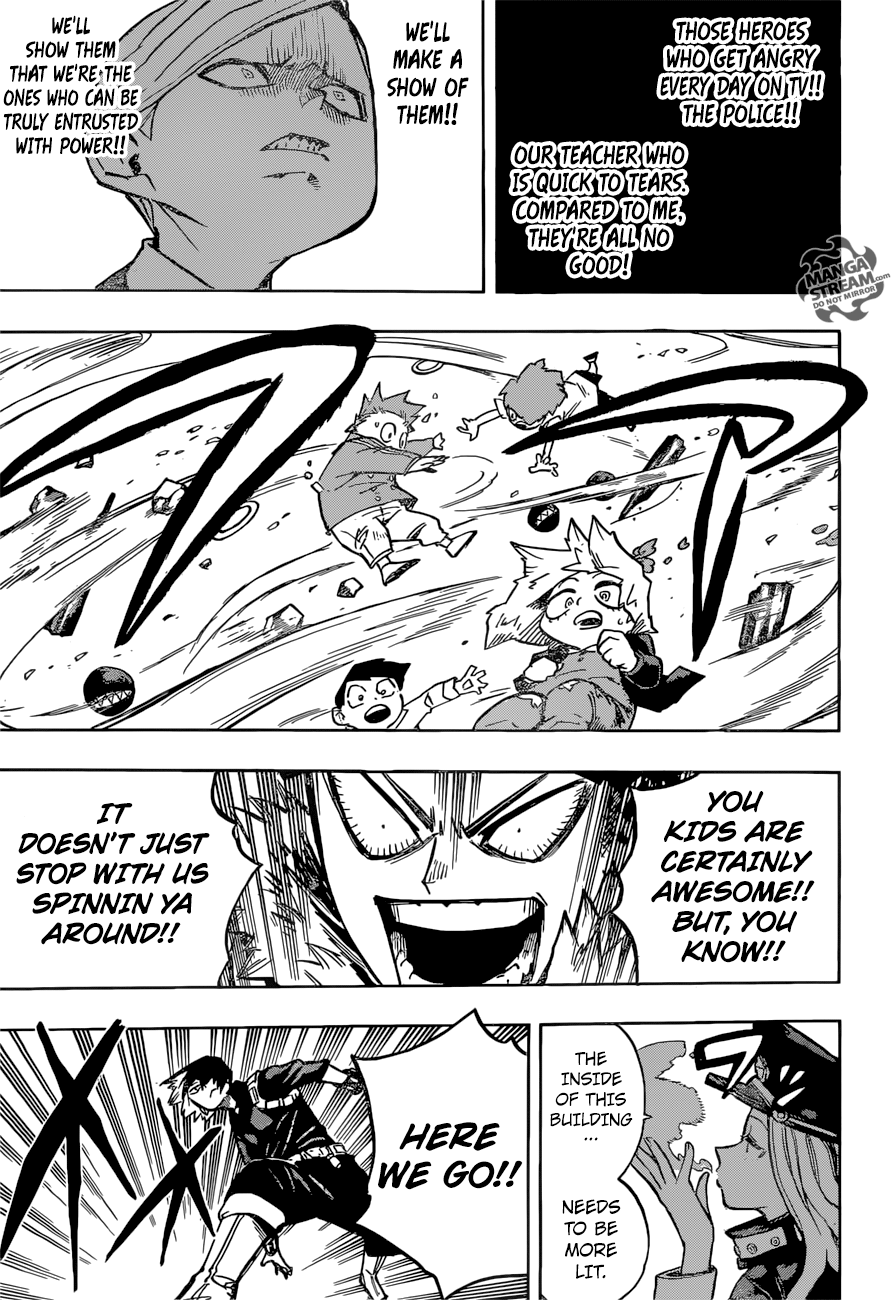 THOSE HEROES
WHO GET ANGRY
EVERY DAY ON TV!!
THE POLICE!!
OUR TEACHER WHO
IS QUICK TO TEARS.
COMPARED TO ME,
THEY'RE ALL NO
GOOD!
WE'LL
MAKE A
SHOW OF
THEM!!
WE'LL
SHOW THEM
THAT WE'RE THE
ONES WHO CAN BE
TRULY ENTRUSTED
WITH POWER!!
MANGA
STREAM.com
DO NOT MIRROR
YOU
KIDS ARE
CERTAINLY
AWESOME!!
BUT, YOU
KNOW!!
IT
DOESN'T JUST
STOP WITH US
SPINNIN YA
AROUND!!
THE
INSIDE
OF THIS
BUILDING
...
NEEDS
TO BE
MORE
LIT.
HERE
WE GO!!